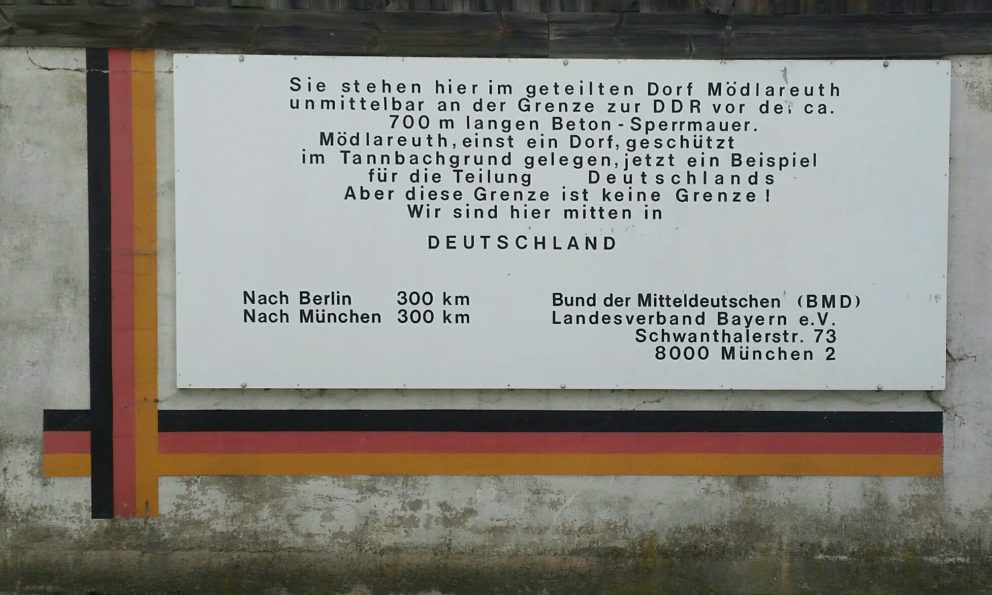 Sie stehen hier im geteilten Dorf Mödlareuth
unmittelbar an der Grenze zur DDR vor der ca.
700 m langen Beton-Sperrmauer.
Mödlareuth, einst ein Dorf, geschützt
im Tannbachgrund gelegen, jetzt ein Beispiel
für die Teilung Deutschlands
Aber diese Grenze ist keine Grenze!
Wir sind hier mitten in
DEUTSCHLAND
Nach Berlin 300 km
Nach München 300 km
Bund der Mitteldeutschen (BMD)
Landesverband Bayern e.V.
Schwanthalerstr. 73
8000 München 2